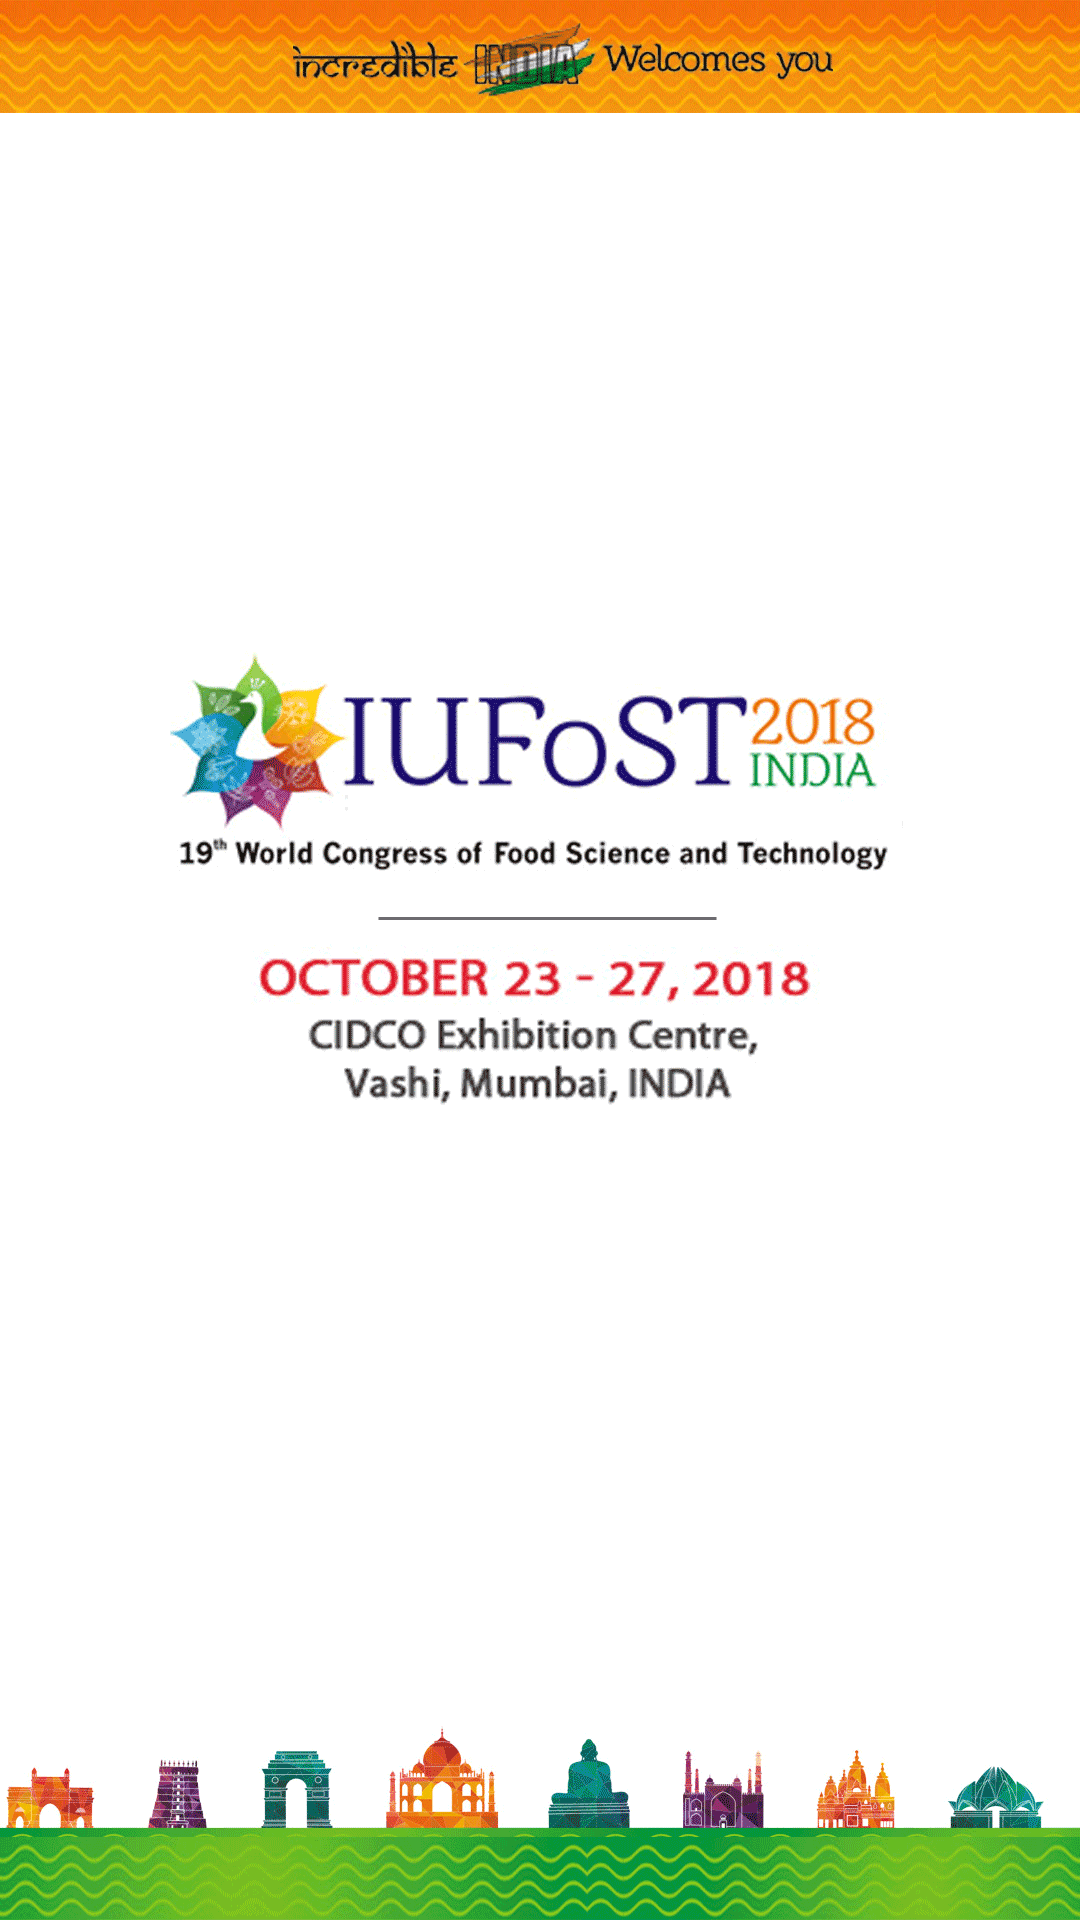 incredible INDIA Welcomes you
IUFoST 2018
INDIA
19th World Congress of Food Science and Technology
OCTOBER 23 - 27, 2018
CIDCO Exhibition Centre,
Vashi, Mumbai, INDIA